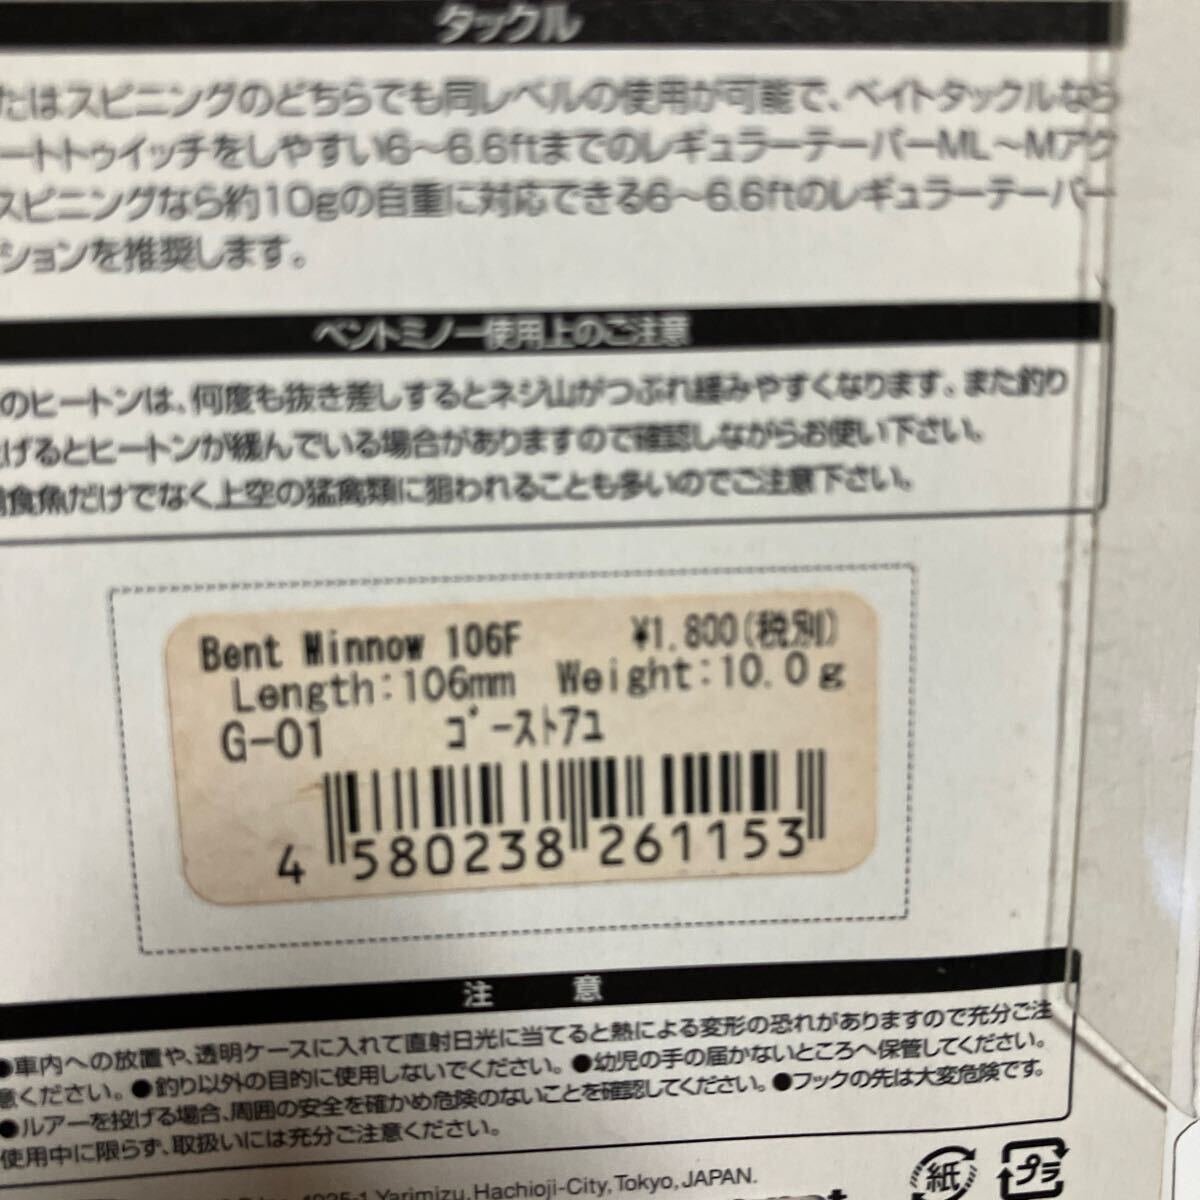 タックル
たはスピニングのどちらでも同レベルの使用が可能で、ベイトタックルなら
ートトゥイッチをしやすい6〜6.6ftまでのレギュラーテーパーML〜Mアク
スピニングなら約10gの自重に対応できる6〜6.6ftのレギュラーテーパー
ションを推奨します。
ベントミノー使用上のご注意
のヒートンは、何度も抜き差しするとネジ山がつぶれ緩みやすくなります、また釣り
げるとヒートンが緩んでいる場合がありますので確認しながらお使い下さい。
食魚だけでなく上空の猛禽類に狙われることも多いのでご注意下さい。
Bent Minnow 106F ¥1,800(税別)
Length:106mm Weight:10.0g
G-01 ゴーストアユ
4 580238 261153
注意
●車内への放置や、透明ケースに入れて直射日光に当てると熱による変形の恐れがありますので充分ご注
意ください。●釣り以外の目的に使用しないでください。●幼児の手の届かないところへ保管してください。
●ルアーを投げる場合、周囲の安全を確かめ危険のないことを確認してください。●フックの先は大変危険です。
使用中に限らず、取扱いには充分ご注意ください。
1025-1 Yarimizu, Hachioji-City, Tokyo, JAPAN.
紙
プラ